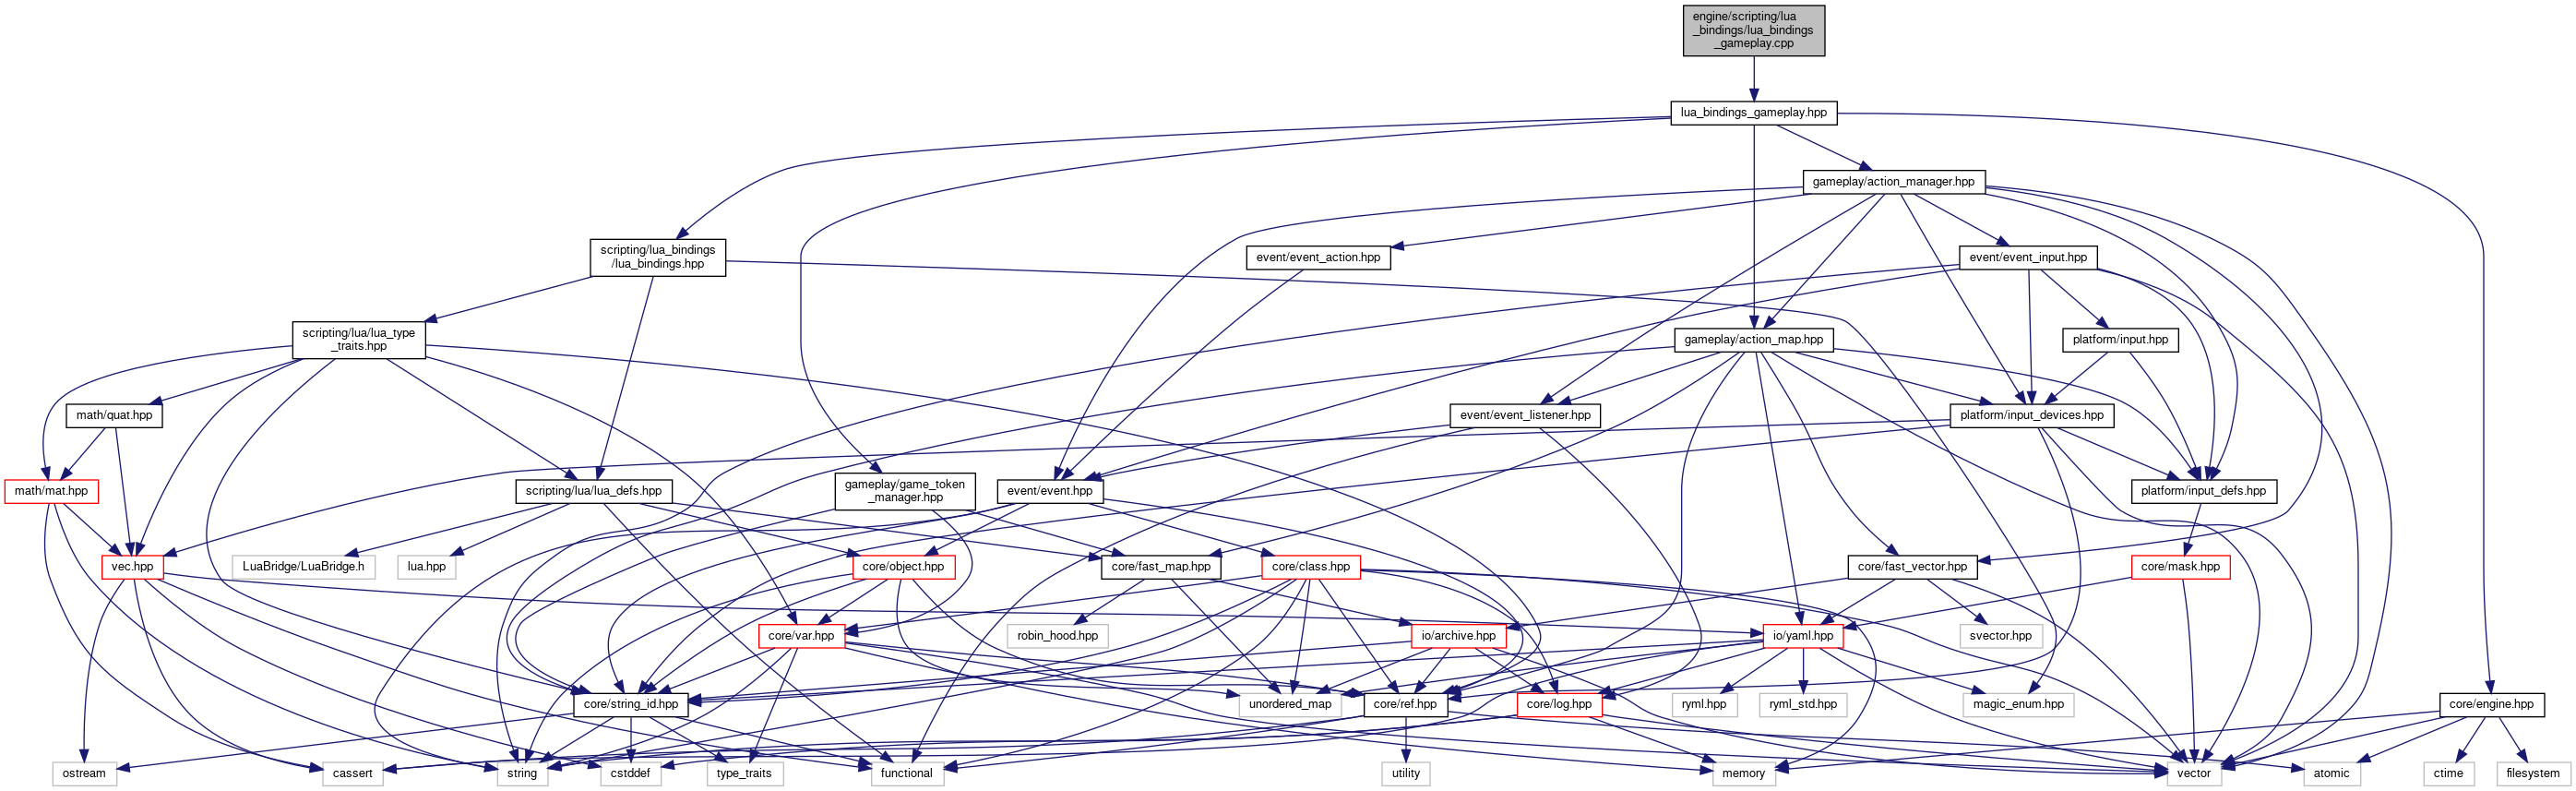 engine/scripting/lua
_bindings/lua_bindings
_gameplay.cpp
lua_bindings_gameplay.hpp
gameplay/action_manager.hpp
scripting/lua_bindings
/lua_bindings.hpp
event/event_action.hpp
event/event_input.hpp
scripting/lua/lua_type
_traits.hpp
gameplay/action_map.hpp
platform/input.hpp
math/quat.hpp
event/event_listener.hpp
platform/input_devices.hpp
math/mat.hpp
scripting/lua/lua_defs.hpp
gameplay/game_token
_manager.hpp
event/event.hpp
platform/input_defs.hpp
vec.hpp
LuaBridge/LuaBridge.h
lua.hpp
core/object.hpp
core/fast_map.hpp
core/class.hpp
core/fast_vector.hpp
core/mask.hpp
core/var.hpp
robin_hood.hpp
io/archive.hpp
io/yaml.hpp
svector.hpp
core/string_id.hpp
unordered_map
core/ref.hpp
core/log.hpp
ryml.hpp
ryml_std.hpp
magic_enum.hpp
core/engine.hpp
ostream
cassert
string
cstddef
type_traits
functional
utility
memory
vector
atomic
ctime
filesystem